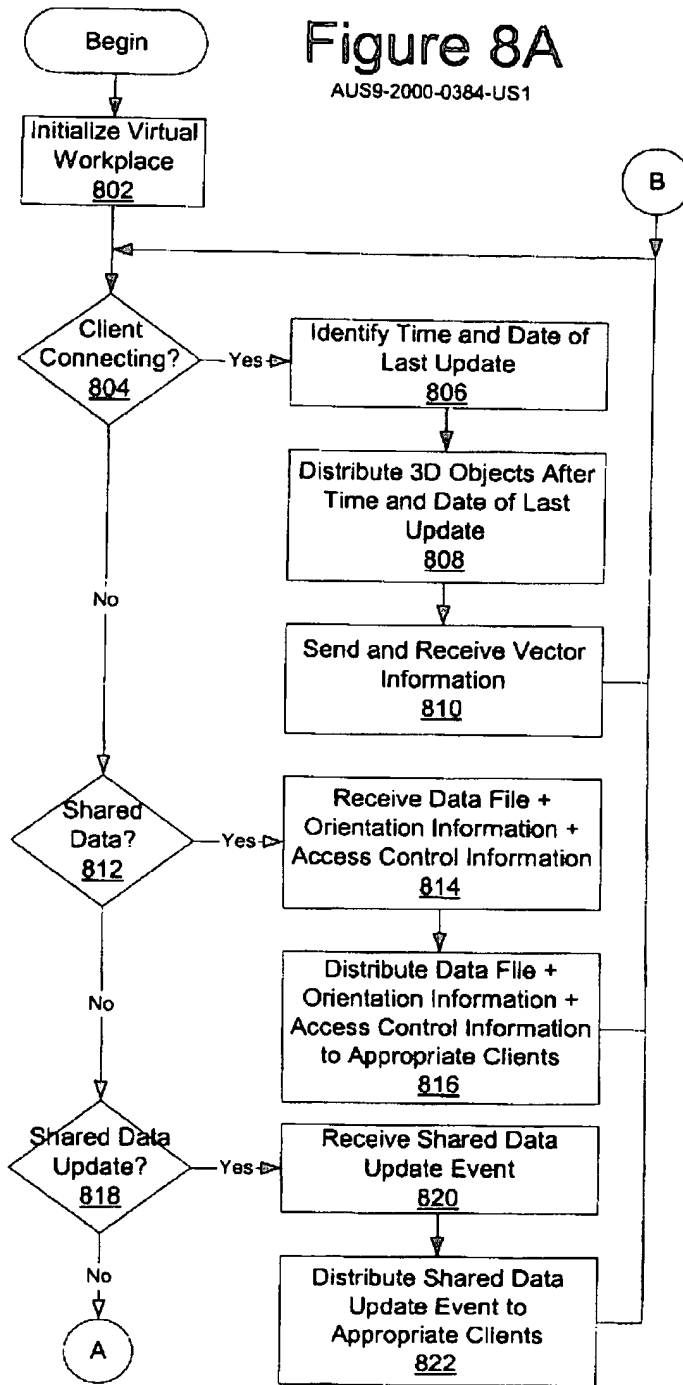 Begin
Figure 8A
AUS9-2000-0384-US1
Initialize Virtual
Workplace
802
B
Client
Connecting?
804
Yes
Identify Time and Date of
Last Update
806
Distribute 3D Objects After
Time and Date of Last
Update
808
No
Send and Receive Vector
Information
810
Shared
Data?
812
Yes
Receive Data File +
Orientation Information +
Access Control Information
814
No
Distribute Data File +
Orientation Information +
Access Control Information
to Appropriate Clients
816
Shared Data
Update?
818
Yes
Receive Shared Data
Update Event
820
No
Distribute Shared Data
Update Event to
Appropriate Clients
822
A